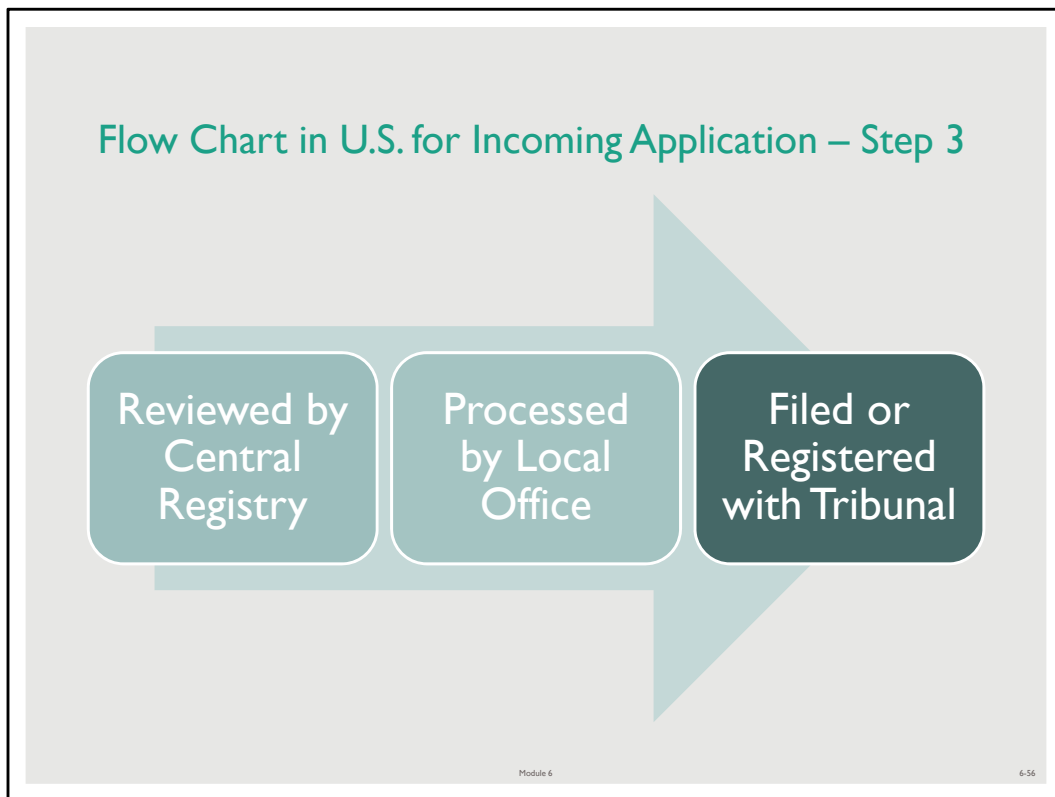 Flow Chart in U.S. for Incoming Application – Step 3
Reviewed by
Central
Registry
Processed
by Local
Office
Filed or
Registered
with Tribunal
Module 6
6-56